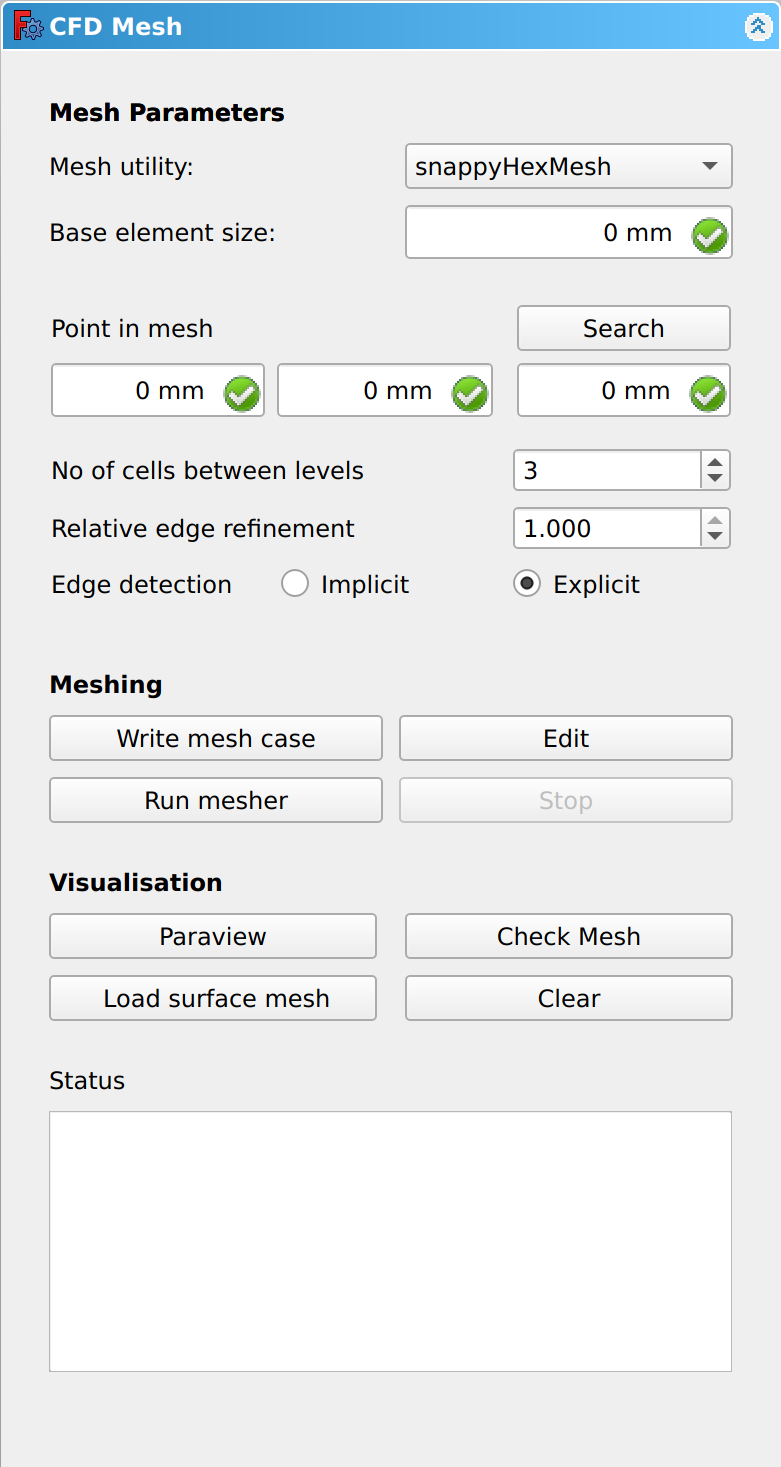 CFD Mesh
Mesh Parameters
Mesh utility: snappyHexMesh
Base element size: 0 mm
Point in mesh Search
0 mm 0 mm 0 mm
No of cells between levels 3
Relative edge refinement 1.000
Edge detection Implicit Explicit
Meshing
Write mesh case Edit
Run mesher Stop
Visualisation
Paraview Check Mesh
Load surface mesh Clear
Status